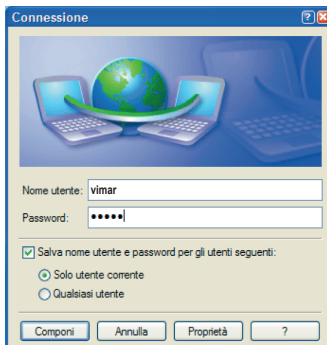 Connessione
Nome utente: vimar
Password: •••••
Salva nome utente e password per gli utenti seguenti:
Solo utente corrente
Qualsiasi utente
Componi Annulla Proprietà ?